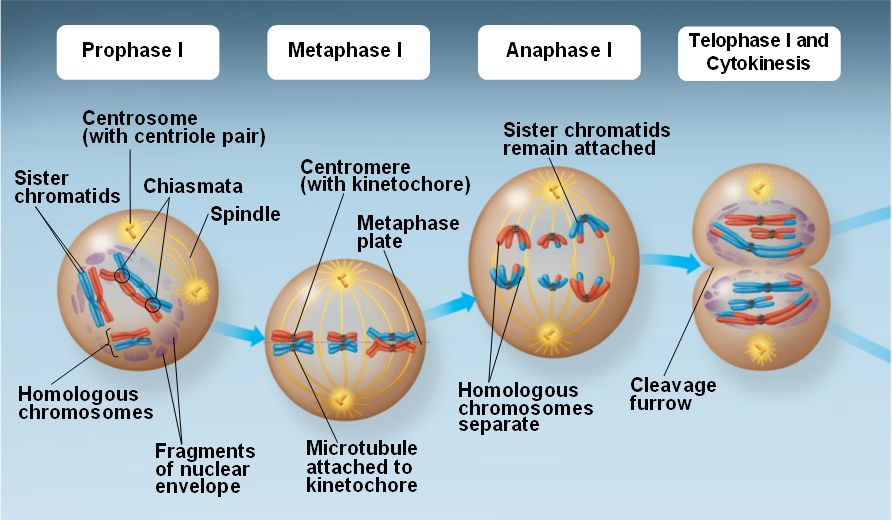 Prophase I
Metaphase I
Anaphase I
Telophase I and
Cytokinesis
Centrosome
(with centriole pair)
Sister
chromatids
Chiasmata
Spindle
Homologous
chromosomes
Fragments
of nuclear
envelope
Centromere
(with kinetochore)
Metaphase
plate
Microtubule
attached to
kinetochore
Sister chromatids
remain attached
Homologous
chromosomes
separate
Cleavage
furrow